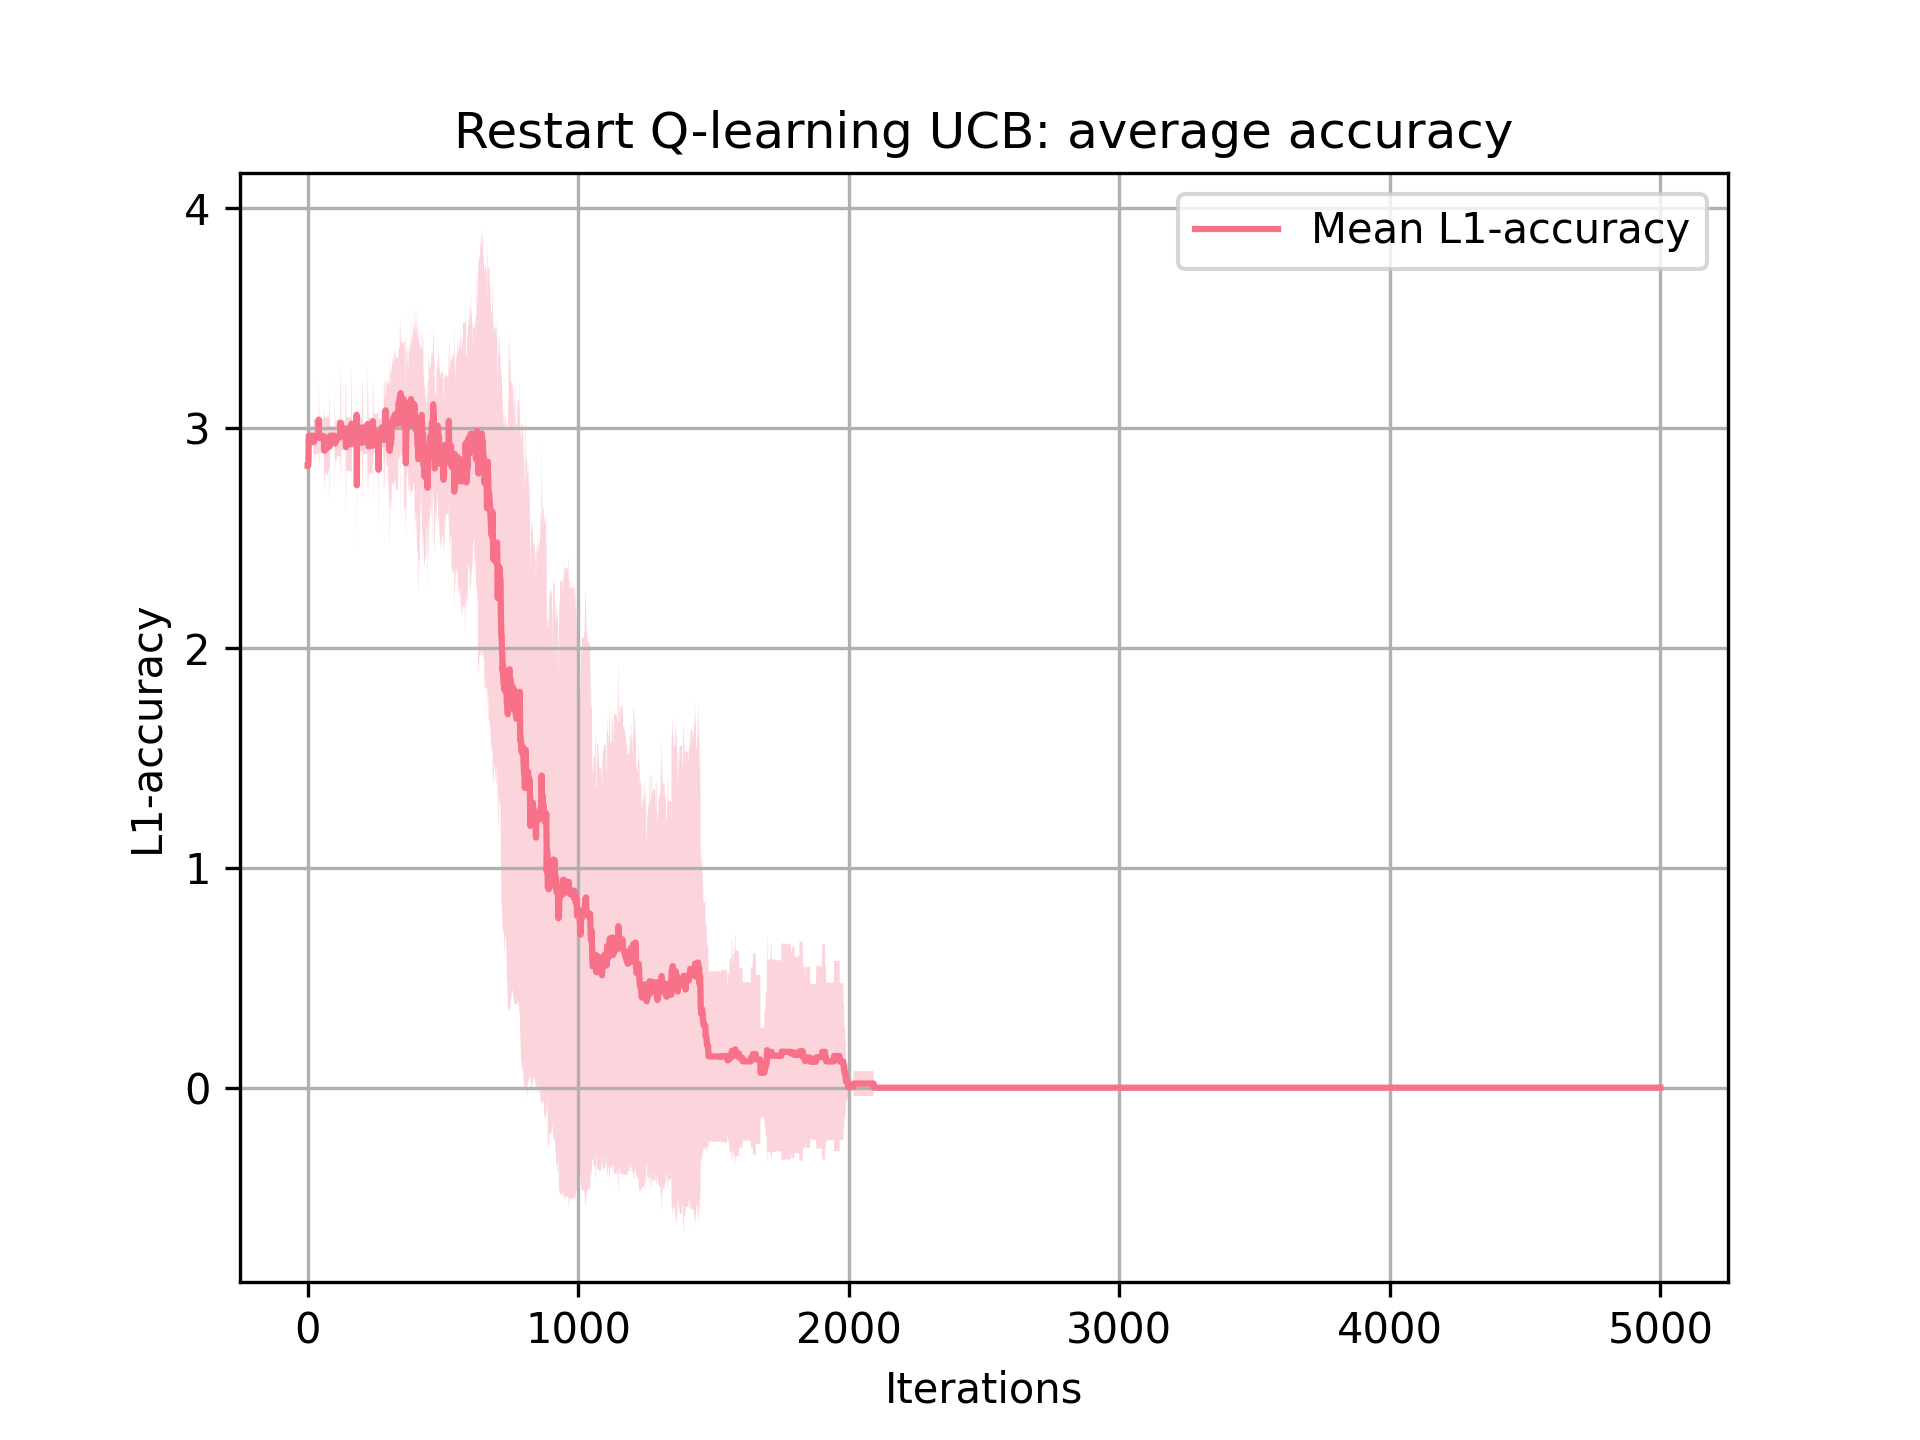 Restart Q-learning UCB: average accuracy
Mean L1-accuracy
L1-accuracy
4
3
2
1
0
0 1000 2000 3000 4000 5000
Iterations